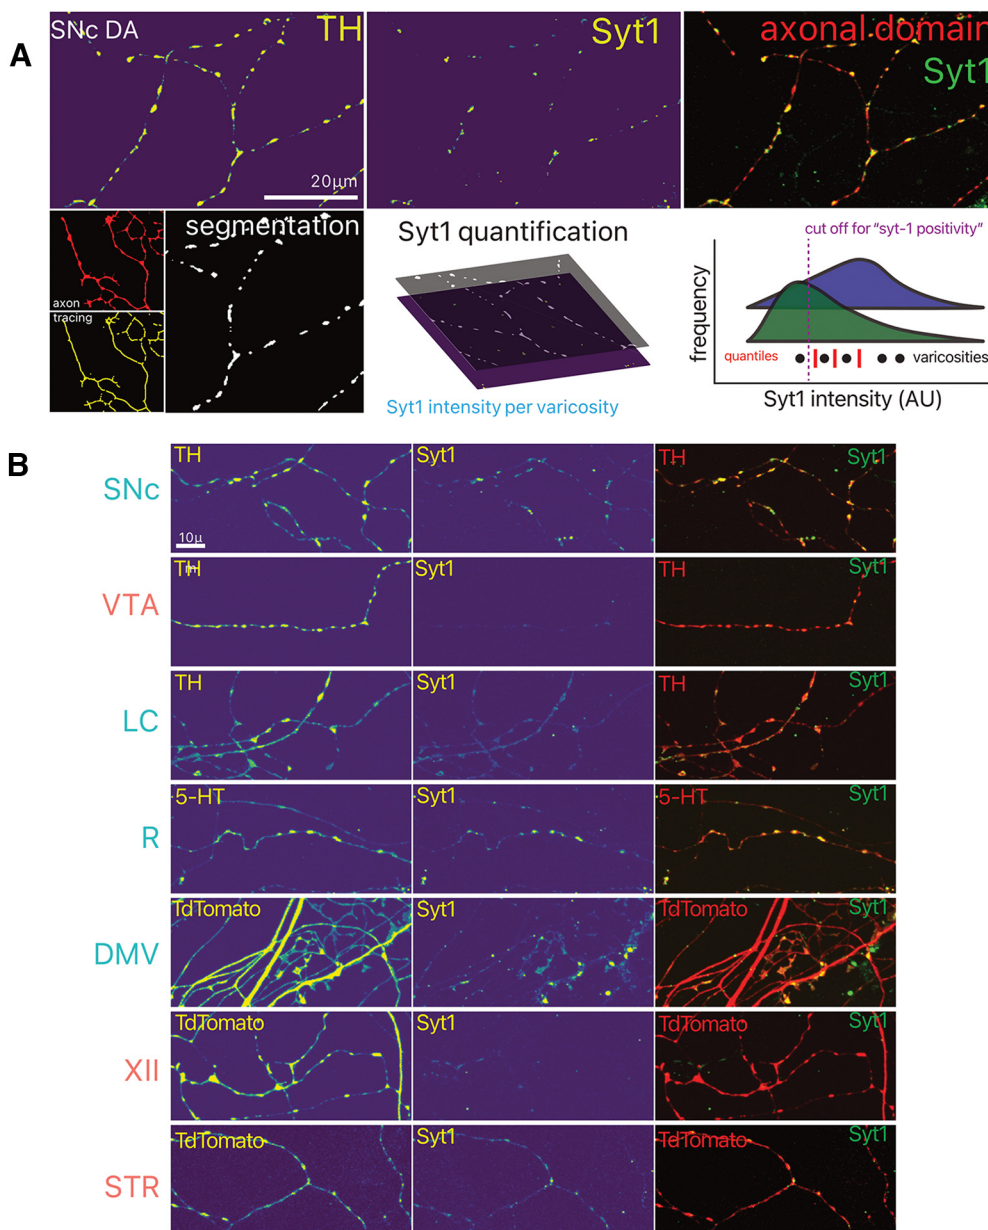 A
SNc DA
TH
Syt1
axonal domain
Syt1
20μm
axon
tracing
segmentation
Syt1 quantification
Syt1 intensity per varicosity
cut off for “syt-1 positivity”
frequency
quantiles
varicosities
Syt1 intensity (AU)
B
SNc
TH
Syt1
TH
Syt1
10μ
m
VTA
TH
Syt1
TH
Syt1
LC
TH
Syt1
TH
Syt1
R
5-HT
Syt1
5-HT
Syt1
DMV
TdTomato
Syt1
TdTomato
Syt1
XII
TdTomato
Syt1
TdTomato
Syt1
STR
TdTomato
Syt1
TdTomato
Syt1